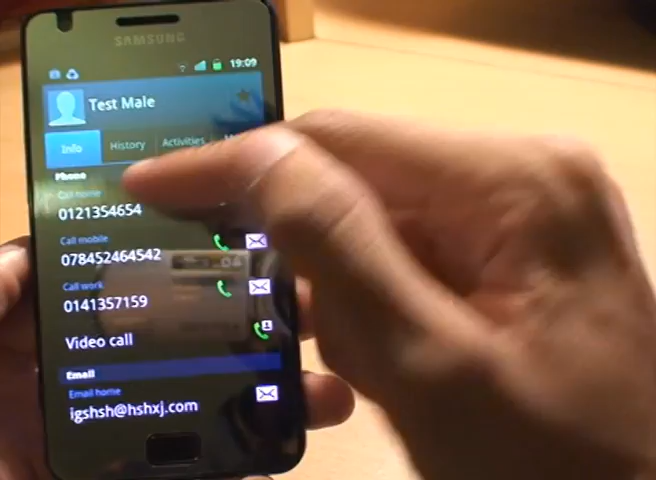 SAMSUNG
19:09
Test Male
Info History Activities
Phone
Call home
0121354654
Call mobile
078452464542
Call work
0141357159
Video call
Email
Email home
igshsh@hshxj.com